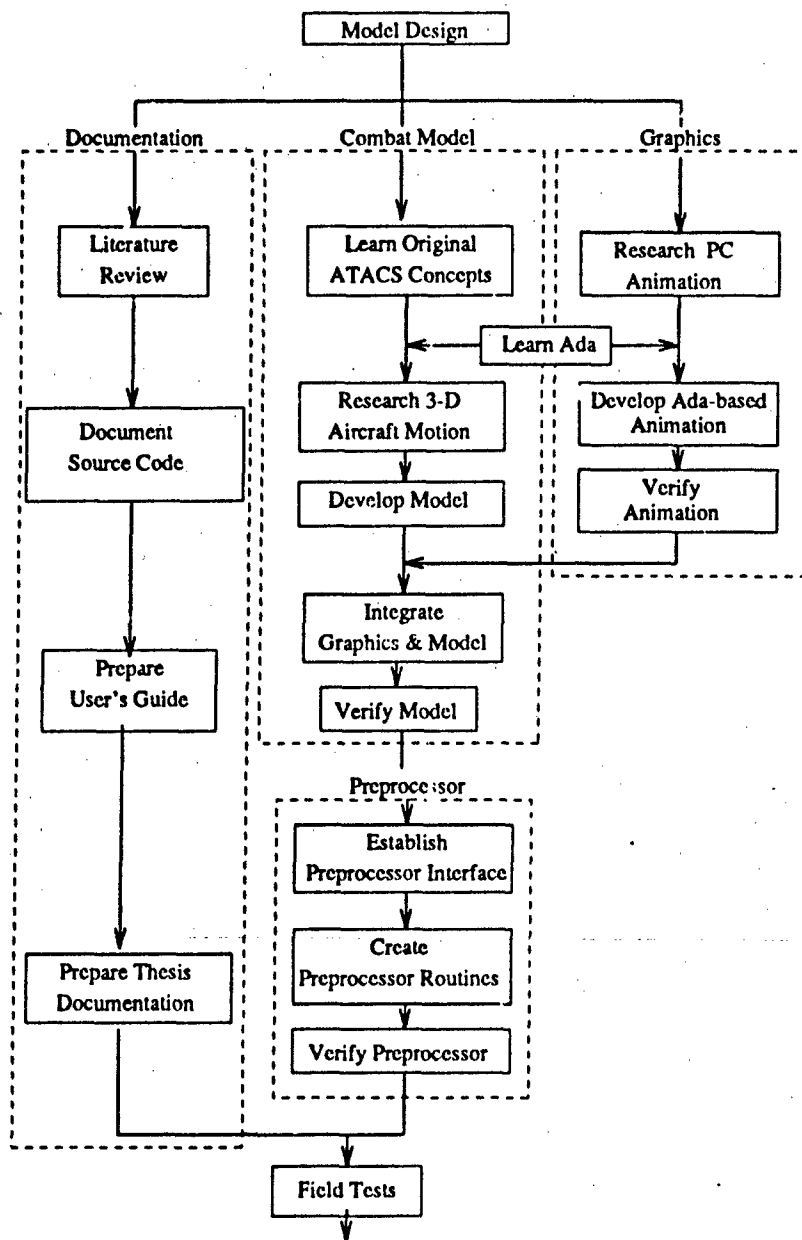 Model Design
Documentation
Combat Model
Graphics
Literature
Review
Learn Original
ATACS Concepts
Research PC
Animation
Learn Ada
Document
Source Code
Research 3-D
Aircraft Motion
Develop Ada-based
Animation
Develop Model
Verify
Animation
Integrate
Graphics & Model
Prepare
User's Guide
Verify Model
Preprocessor
Establish
Preprocessor Interface
Create
Preprocessor Routines
Prepare Thesis
Documentation
Verify Preprocessor
Field Tests